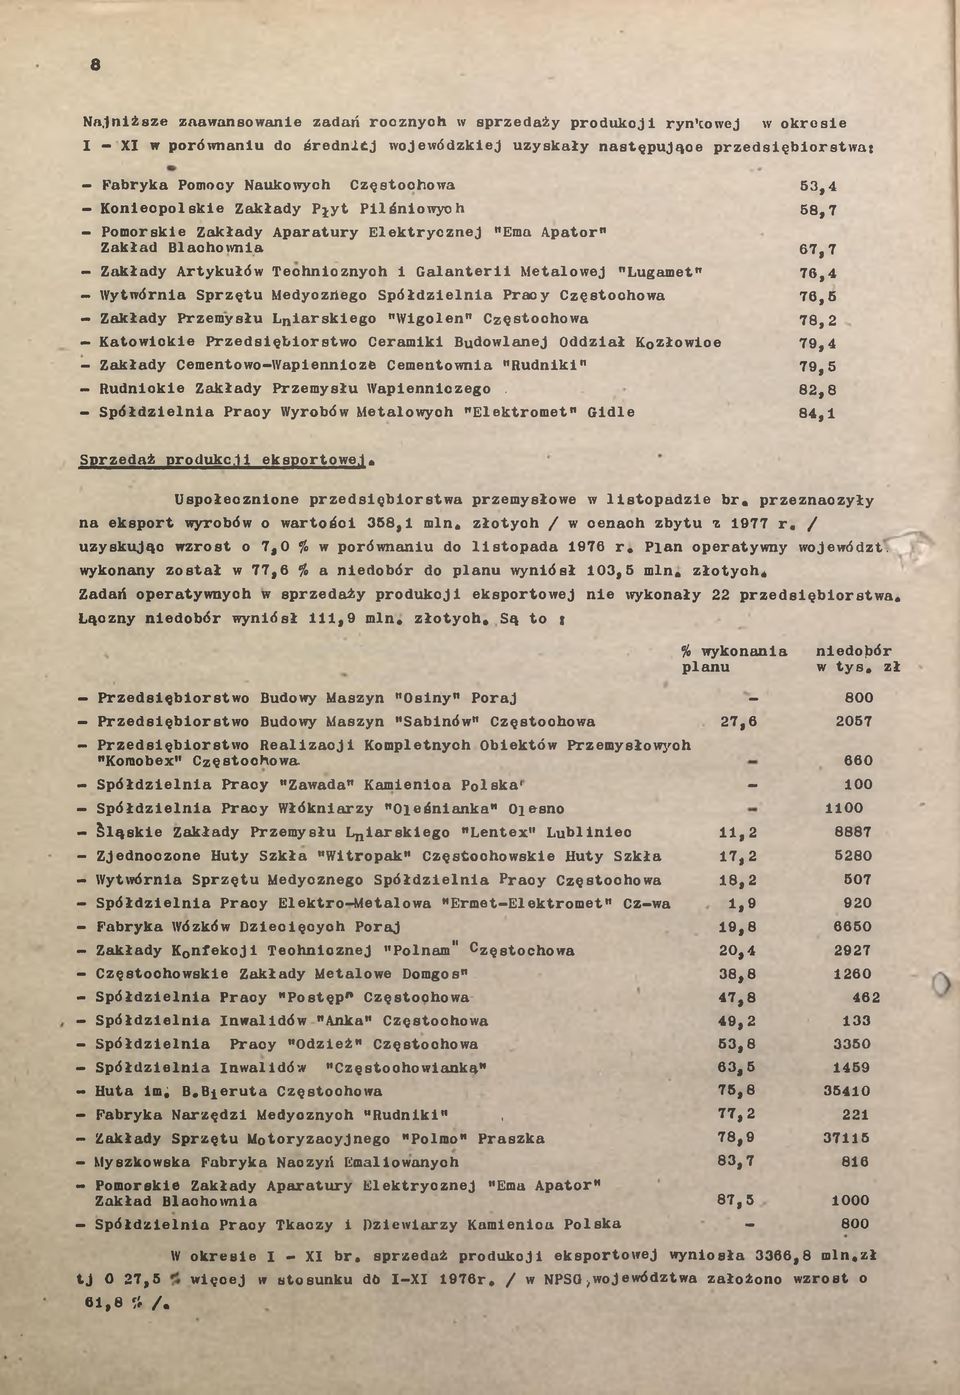 8
Najniższe zaawansowanie zadań rocznych w sprzedaży produkcji rynkowej w okresie
I - XI w porównaniu do średniej wojewódzkiej uzyskały następujące przedsiębiorstwa:
- Fabryka Pomocy Naukowych Częstochowa 53,4
- Koniecpolskie Zakłady Płyt Pilśniowych 58,7
- Pomorskie Zakłady Aparatury Elektrycznej "Ema Apator"
Zakład Blachownia 67,7
- Zakłady Artykułów Technicznych i Galanterii Metalowej "Lugamet" 76,4
- Wytwórnia Sprzętu Medycznego Spółdzielnia Pracy Częstochowa 76,5
- Zakłady Przemysłu Lniarskiego "Wigolen" Częstochowa 78,2
- Katowickie Przedsiębiorstwo Ceramiki Budowlanej Oddział Kozłowice 79,4
- Zakłady Cementowo-Wapiennicze Cementownia "Rudniki" 79,5
- Rudnickie Zakłady Przemysłu Wapienniczego 82,8
- Spółdzielnia Pracy Wyrobów Metalowych "Elektromet" Gidle 84,1
Sprzedaż produkcji eksportowej.
Uspołecznione przedsiębiorstwa przemysłowe w listopadzie br. przeznaczyły
na eksport wyrobów o wartości 358,1 mln. złotych / w cenach zbytu z 1977 r. /
uzyskując wzrost o 7,0 % w porównaniu do listopada 1976 r. Plan operatywny województ
wykonany został w 77,6 % a niedobór do planu wyniósł 103,5 mln. złotych.
Zadań operatywnych w sprzedaży produkcji eksportowej nie wykonały 22 przedsiębiorstwa.
Łączny niedobór wyniósł 111,9 mln. złotych. Są to :
% wykonania niedobór
planu w tys. zł
- Przedsiębiorstwo Budowy Maszyn "Osiny" Poraj - 800
- Przedsiębiorstwo Budowy Maszyn "Sabinów" Częstochowa 27,6 2057
- Przedsiębiorstwo Realizacji Kompletnych Obiektów Przemysłowych
"Komobex" Częstochowa - 660
- Spółdzielnia Pracy "Zawada" Kamienica Polska' - 100
- Spółdzielnia Pracy Włókniarzy "Oleśnianka" Olesno - 1100
- Śląskie Zakłady Przemysłu Lniarskiego "Lentex" Lubliniec 11,2 8887
- Zjednoczone Huty Szkła "Witropak" Częstochowskie Huty Szkła 17,2 5280
- Wytwórnia Sprzętu Medycznego Spółdzielnia Pracy Częstochowa 18,2 507
- Spółdzielnia Pracy Elektro-Metalowa "Ermet-Elektromet" Cz-wa 1,9 920
- Fabryka Wózków Dziecięcych Poraj 19,8 6650
- Zakłady Konfekcji Technicznej "Polnam" Częstochowa 20,4 2927
- Częstochowskie Zakłady Metalowe Domgos" 38,8 1260
- Spółdzielnia Pracy "Postęp" Częstochowa 47,8 462
- Spółdzielnia Inwalidów "Anka" Częstochowa 49,2 133
- Spółdzielnia Pracy "Odzież" Częstochowa 53,8 3350
- Spółdzielnia Inwalidów "Częstochowianką" 63,5 1459
- Huta im. B.Bieruta Częstochowa 75,8 35410
- Fabryka Narzędzi Medycznych "Rudniki" 77,2 221
- Zakłady Sprzętu Motoryzacyjnego "Polmo" Praszka 78,9 37115
- Myszkowska Fabryka Naczyń Emaliowanych 83,7 816
- Pomorskie Zakłady Aparatury Elektrycznej "Ema Apator"
Zakład Blachownia 87,5 1000
- Spółdzielnia Pracy Tkaczy i Dziewiarzy Kamienica Polska - 800
W okresie I - XI br. sprzedaż produkcji eksportowej wyniosła 3366,8 mln.zł
tj O 27,5 % więcej w stosunku do I-XI 1976r. / w NPSG,województwa założono wzrost o
61,8 % /.